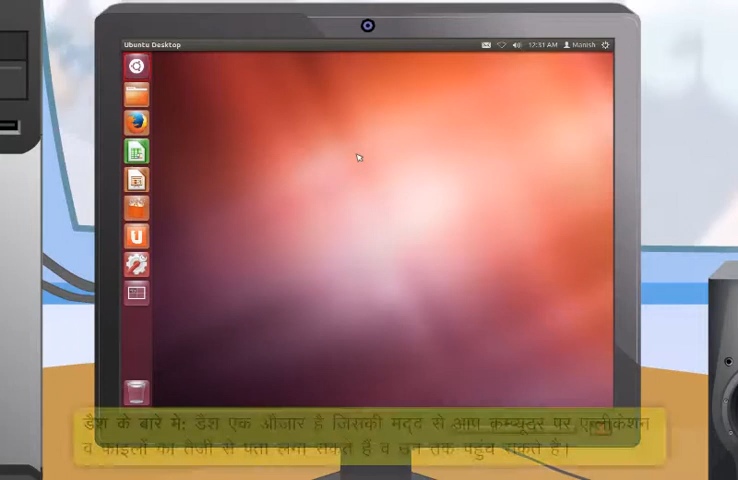 Ubuntu Desktop 12:51 AM Manish
डैश के बारे मे: डैश एक औजार है जिसकी मदद से आप कम्प्यूटर पर एप्लीकेशन
व फाइलों का तेजी से पता लगा सकते हैं व उन तक पहुंच सकते है।